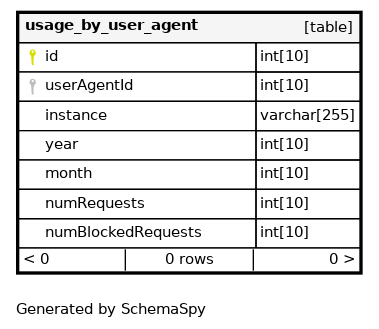 usage_by_user_agent [table]
id int[10]
userAgentId int[10]
instance varchar[255]
year int[10]
month int[10]
numRequests int[10]
numBlockedRequests int[10]
< 0 0 rows 0 >
Generated by SchemaSpy